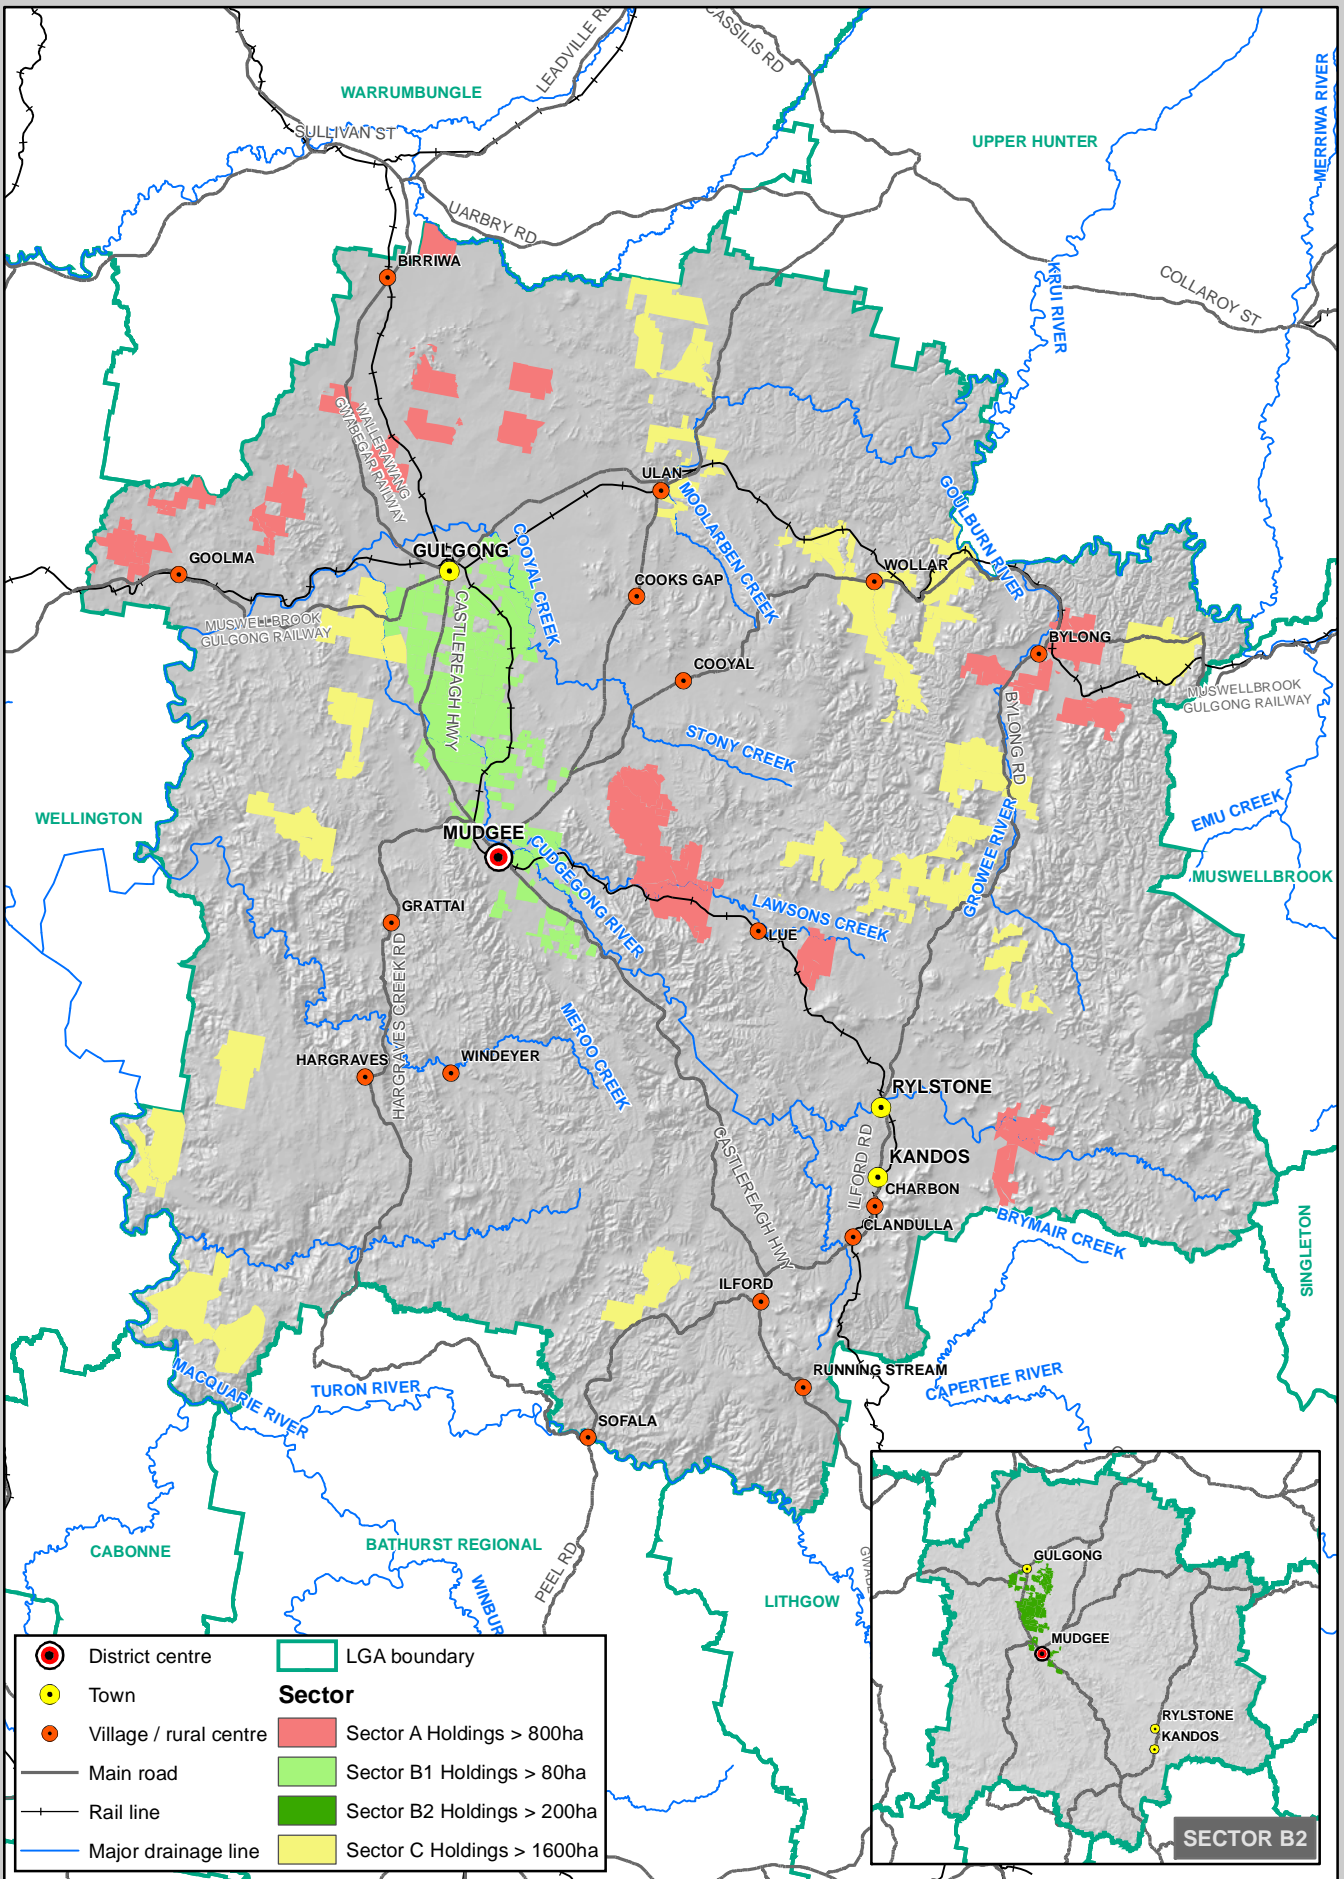 LEADVILLE RD
CASSILIS RD
WARRUMBUNGLE
SULLIVAN ST
UPPER HUNTER
MERRIWA RIVER
UARBRY RD
BIRRIWA
KRUI RIVER
COLLAROY ST
WALLERAWANG
GWABEGAR RAILWAY
ULAN
MOOLARBEN CREEK
GOULBURN RIVER
COOYAL CREEK
GULGONG
GOOLMA
WOLLAR
COOKS GAP
MUSWELLBROOK
GULGONG RAILWAY
CASTLEREAGH HWY
BYLONG
COOYAL
MUSWELLBROOK
GULGONG RAILWAY
BYLONG RD
STONY CREEK
WELLINGTON
EMU CREEK
MUDGEE
CUDGEGONG RIVER
GROWEE RIVER
MUSWELLBROOK
GRATTAI
LAWSONS CREEK
LUE
HARGRAVES CREEK RD
MEROO CREEK
HARGRAVES
WINDEYER
RYLSTONE
CASTLEREAGH HWY
ILFORD RD
KANDOS
CHARBON
BRYMAIR CREEK
CLANDULLA
SINGLETON
ILFORD
RUNNING STREAM
CAPERTEE RIVER
MACQUARIE RIVER
TURON RIVER
SOFALA
CABONNE
BATHURST REGIONAL
PEEL RD
WINBUR
LITHGOW
GULGONG
MUDGEE
RYLSTONE
KANDOS
SECTOR B2
District centre
Town
Village / rural centre
Main road
Rail line
Major drainage line
LGA boundary
Sector
Sector A Holdings > 800ha
Sector B1 Holdings > 80ha
Sector B2 Holdings > 200ha
Sector C Holdings > 1600ha